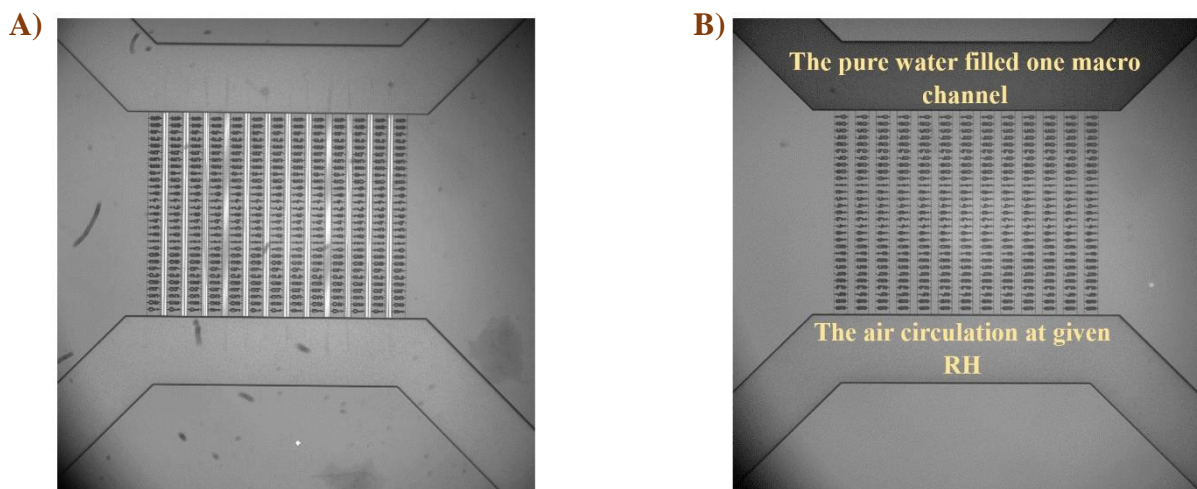 A)
B)
The pure water filled one macro
channel
The air circulation at given
RH